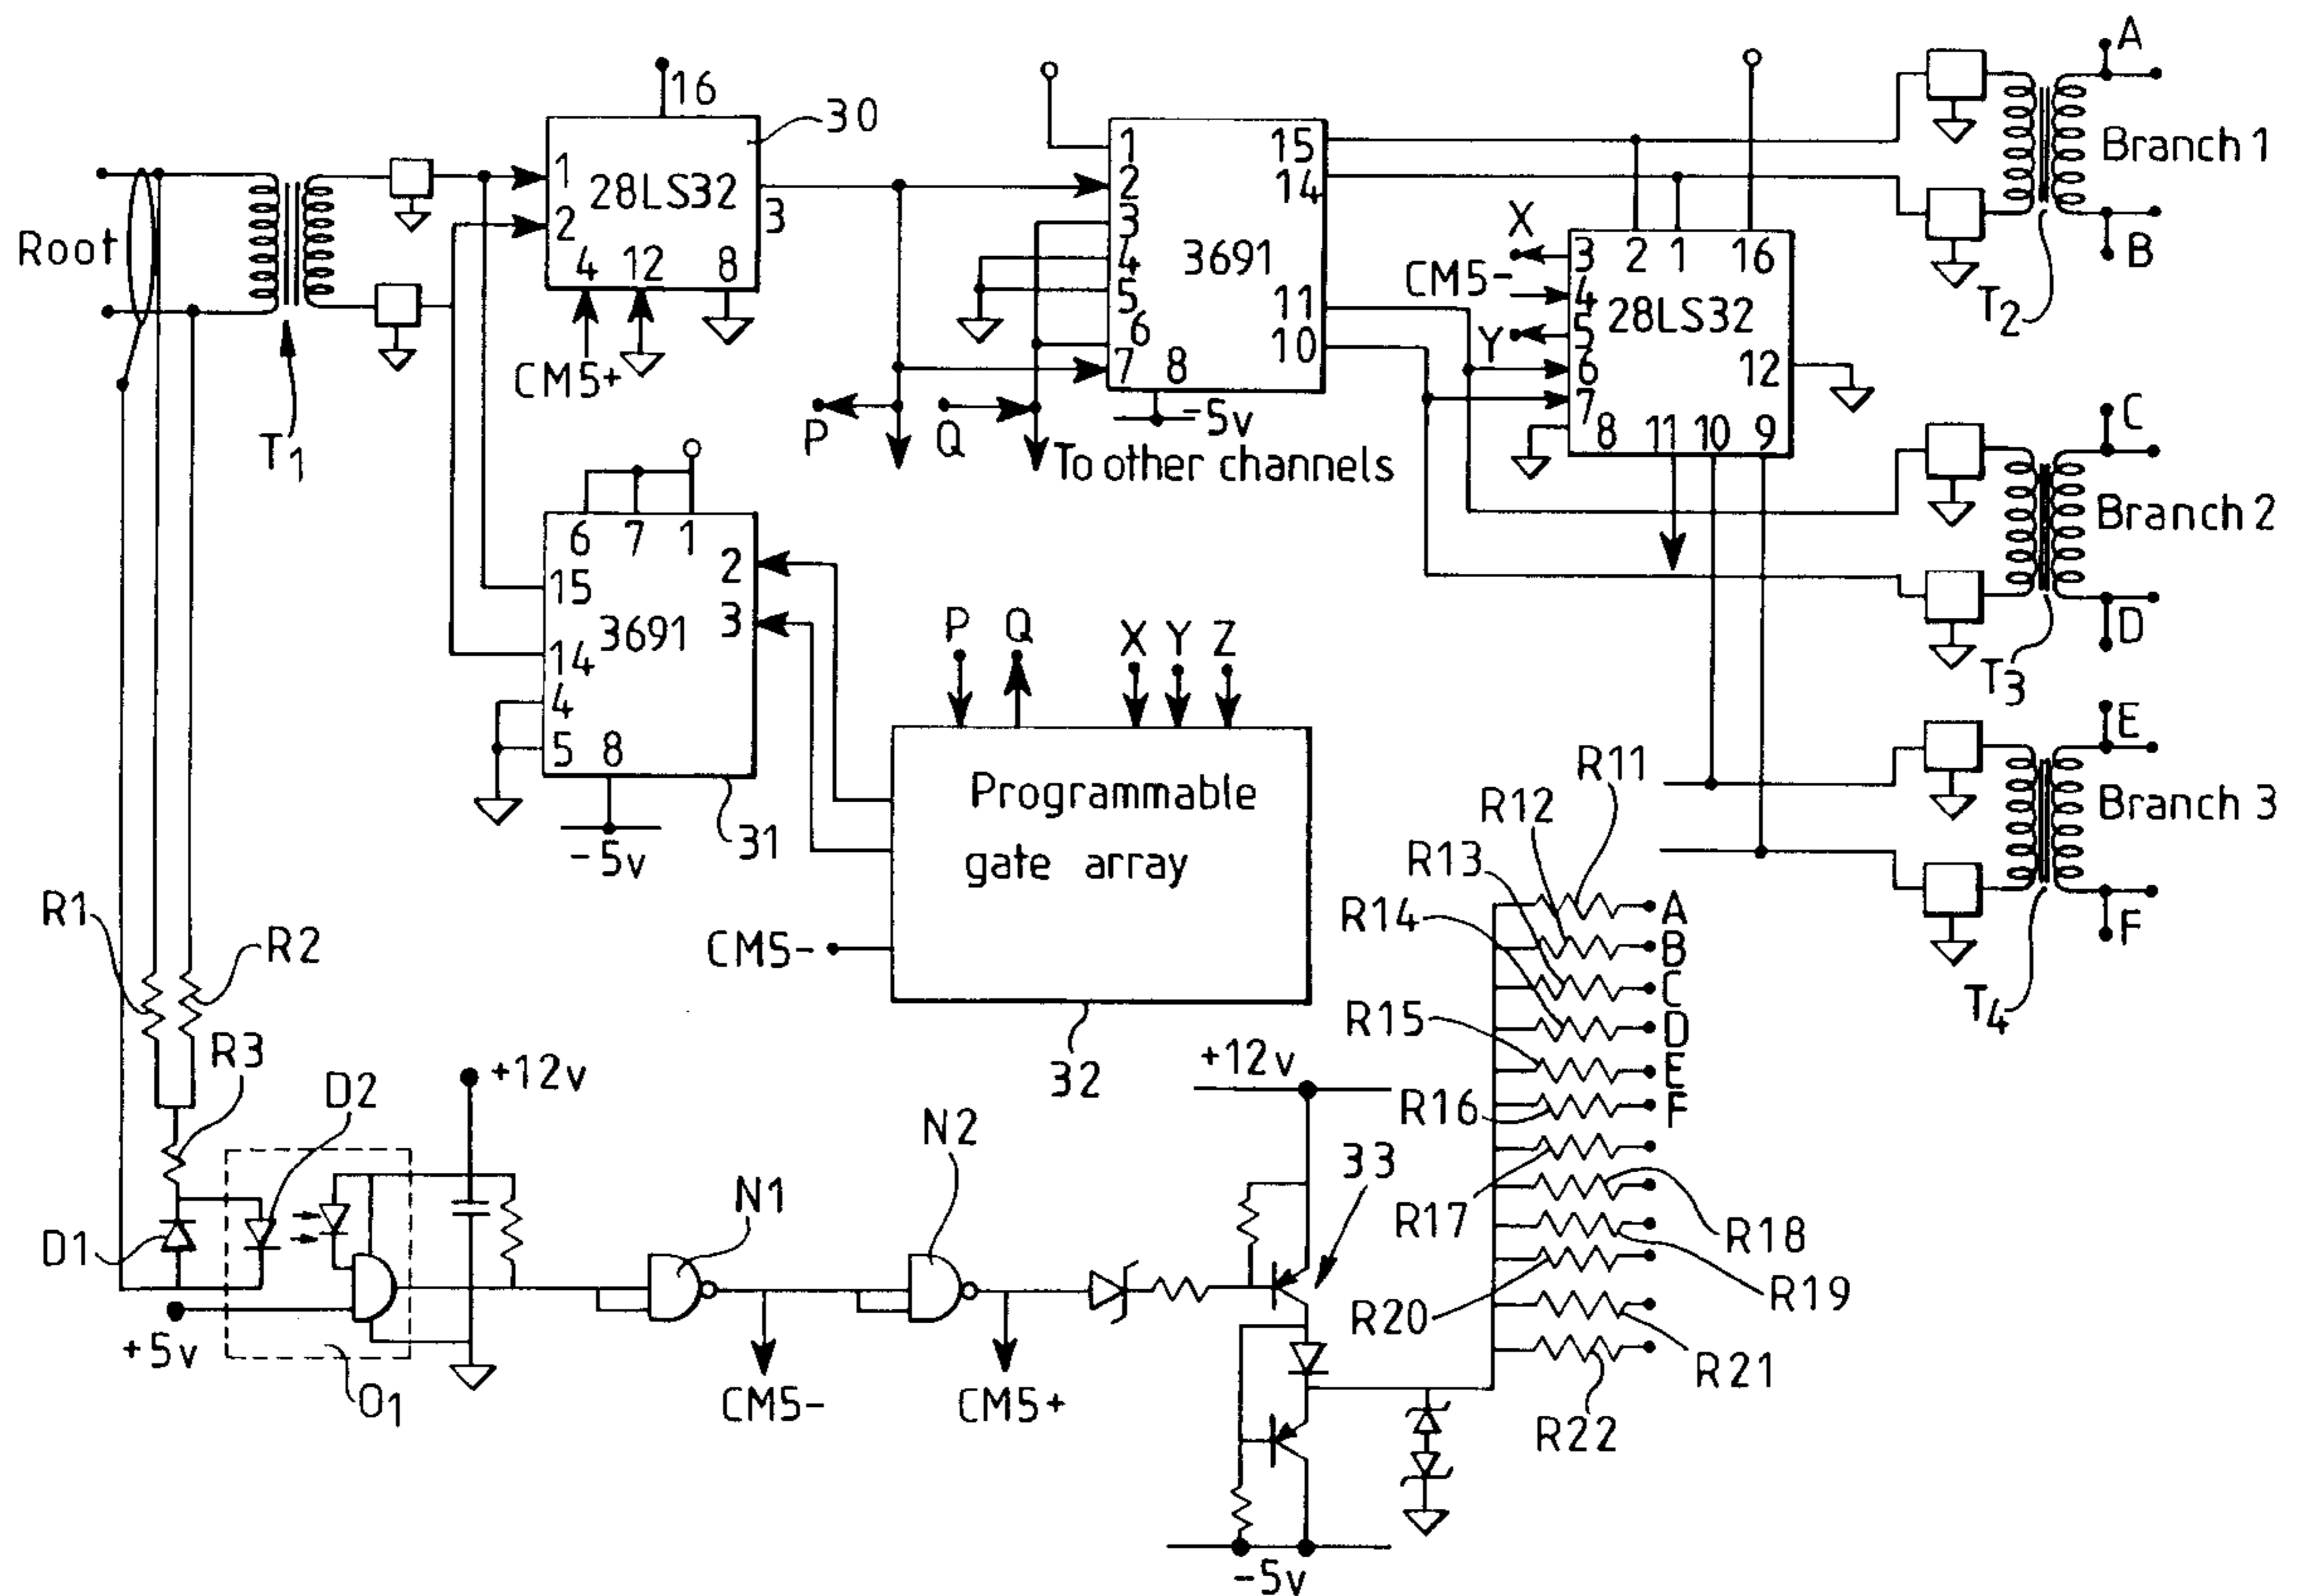 Root
T1
16
30
1
28LS32
2
3
4 12 8
CM5+
P
Q
To other channels
1
2
3
4
5
6
7
8
15
14
3691
11
10
-5v
X
CM5-
Y
3 2 1 16
4
5
28LS32
6
7
12
8 11 10 9
A
Branch 1
B
T2
C
Branch 2
D
T3
E
Branch 3
F
T4
6 7 1
2
15
3
3691
14
4
5 8
-5v
31
P Q X Y Z
Programmable
gate array
CM5-
32
R1
R2
R3
D2
D1
+12v
+5v
O1
N1
N2
CM5-
CM5+
+12v
33
-5v
R11
R12
R13
R14
R15
R16
R17
R18
R19
R20
R21
R22
A
B
C
D
E
F